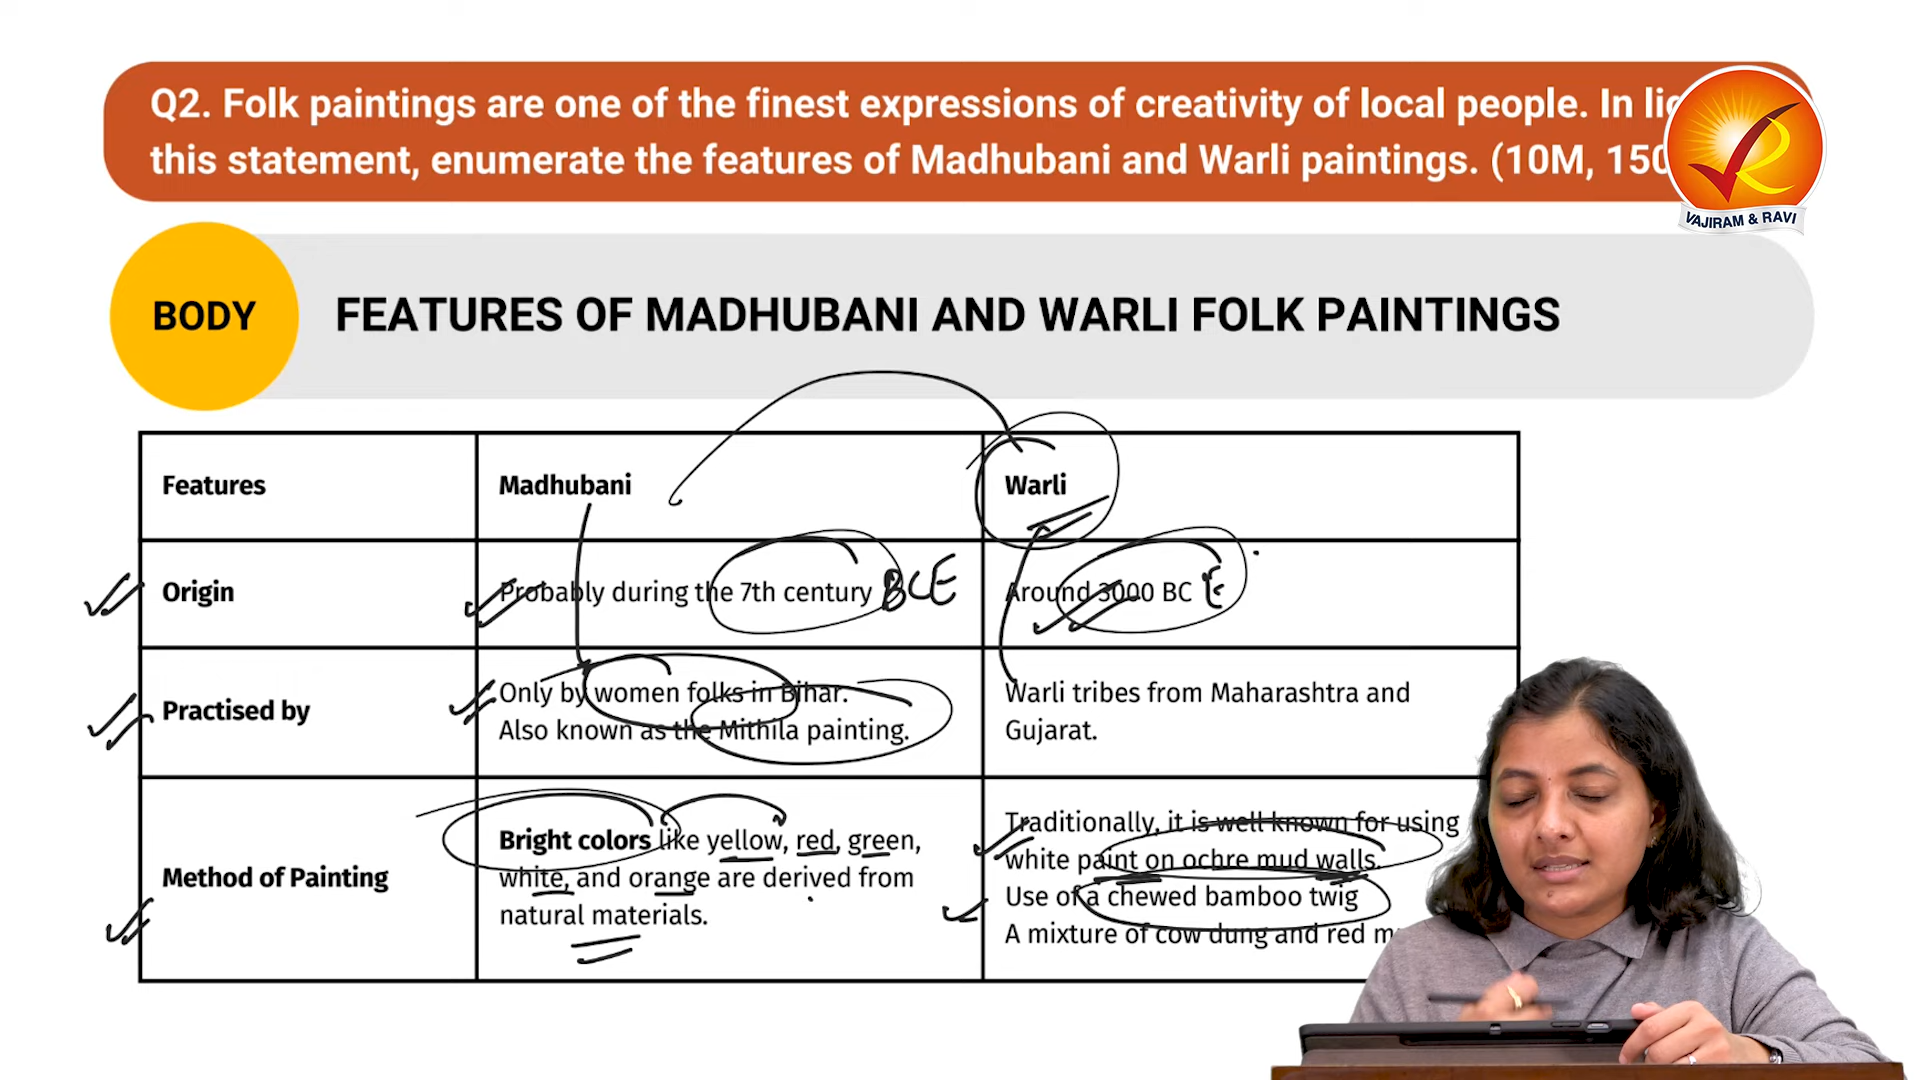 Q2. Folk paintings are one of the finest expressions of creativity of local people. In
this statement, enumerate the features of Madhubani and Warli paintings. (10M, 150
VAJIRAM & RAVI
BODY
FEATURES OF MADHUBANI AND WARLI FOLK PAINTINGS
Features
Madhubani
Warli
Origin
Probably during the 7th century BCE
Around 3000 BC E
Practised by
Only by women folks in Bihar.
Also known as the Mithila painting.
Warli tribes from Maharashtra and
Gujarat.
Method of Painting
Bright colors like yellow, red, green,
white, and orange are derived from
natural materials.
Traditionally, it is well known for using
white paint on ochre mud walls.
Use of a chewed bamboo twig
A mixture of cow dung and red